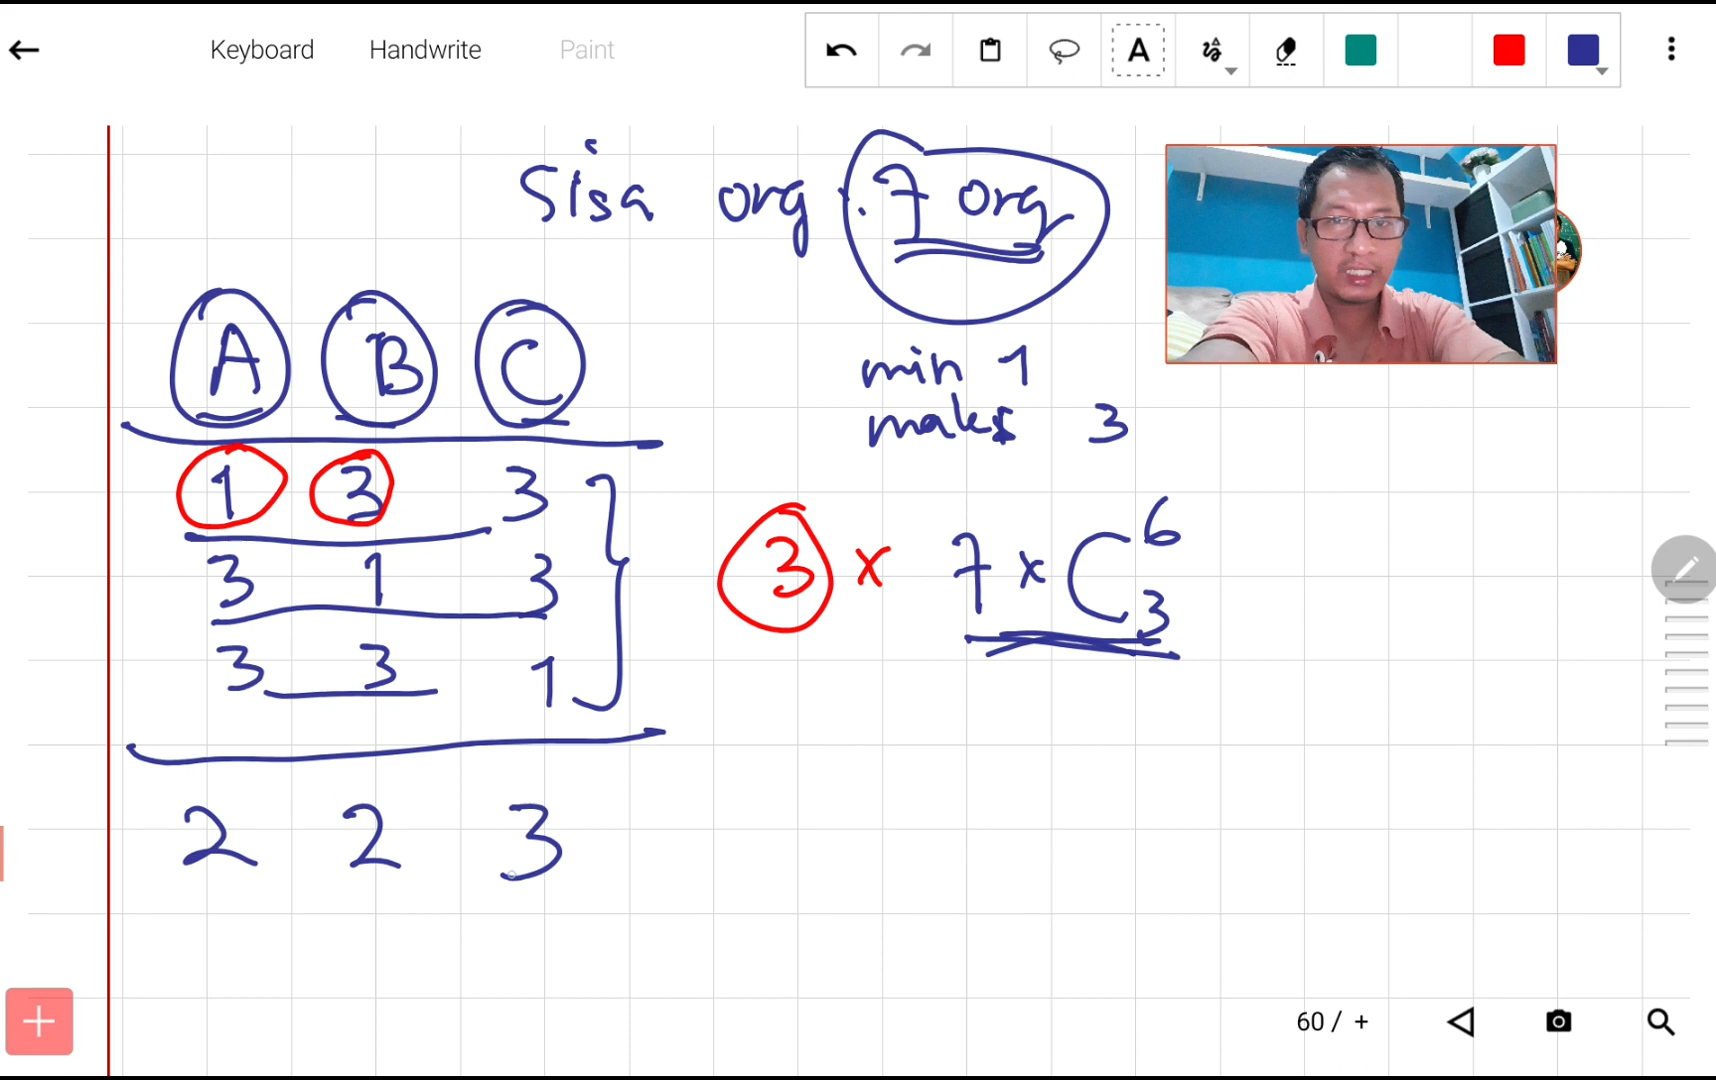 Keyboard Handwrite Paint
A
Sisa org : 7 org
A B C
min 1
maks 3
1 3 3
3 1 3
3 3 1
3 x 7 x C 6 3
2 2 3
60 / +